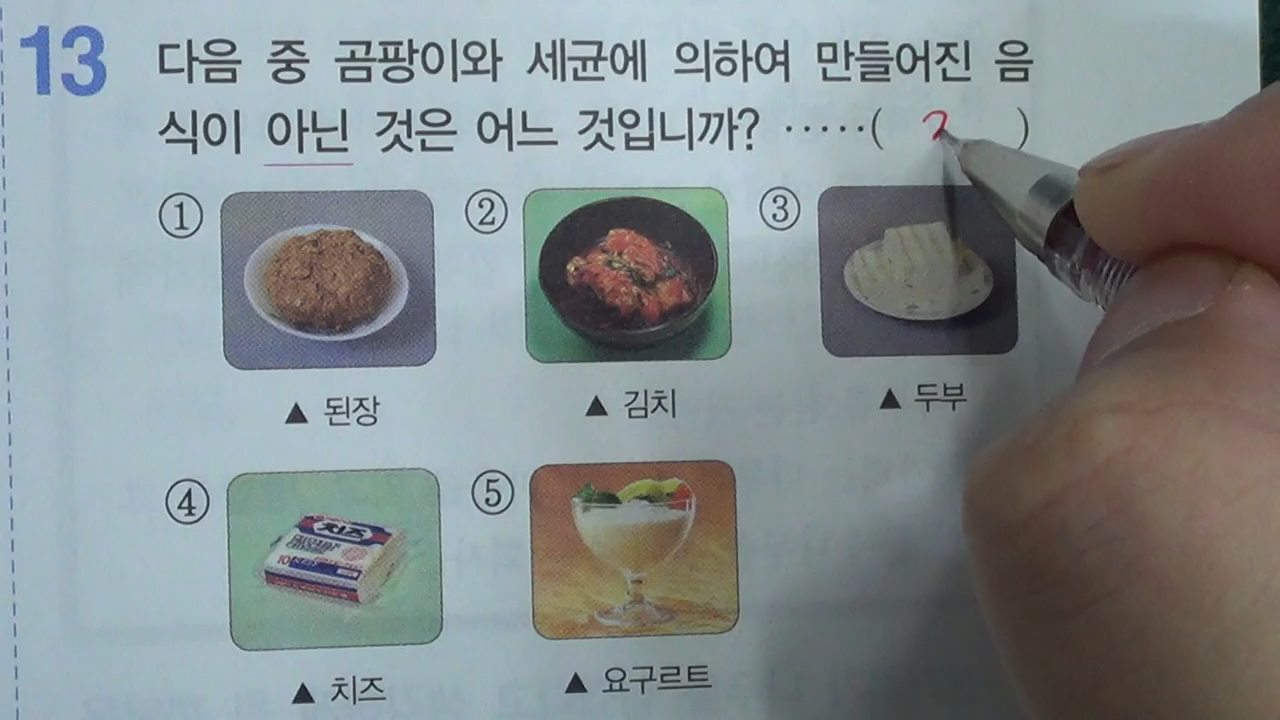 13 다음 중 곰팡이와 세균에 의하여 만들어진 음
식이 아닌 것은 어느 것입니까? ·····( )
① ② ③
▲ 된장 ▲ 김치 ▲ 두부
④ ⑤
치즈
▲ 치즈 ▲ 요구르트